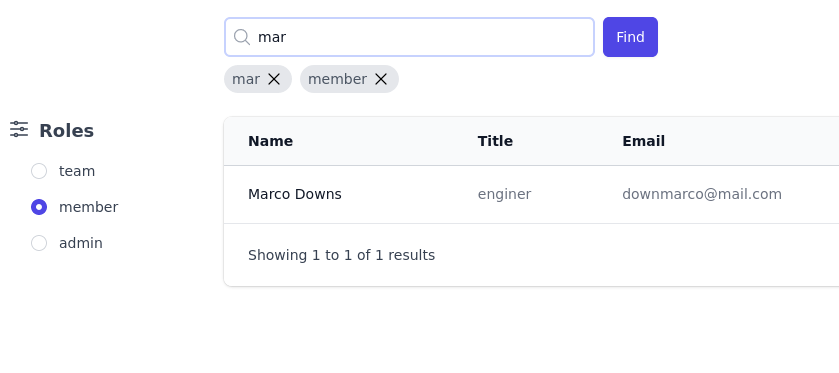 mar
Find
mar
member
Roles
team
member
admin
Name Title Email
Marco Downs enginer downmarco@mail.com
Showing 1 to 1 of 1 results